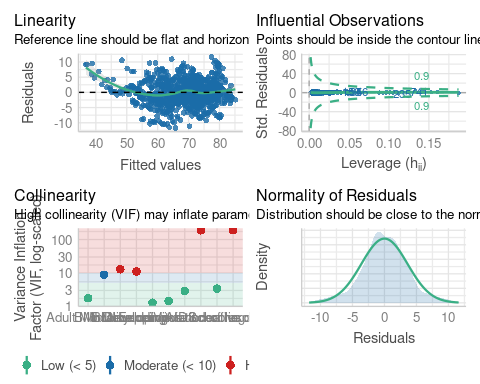 Linearity
Reference line should be flat and horizon
Residuals
10
5
0
-5
-10
40
50
60
70
80
Fitted values
Influential Observations
Points should be inside the contour line
Std. Residuals
80
40
0
-40
-80
0.9
0.9
0.00
0.05
0.10
0.15
Leverage (hii)
Collinearity
High collinearity (VIF) may inflate param
Variance Inflation
Factor (VIF, log-scaled)
100
30
10
3
1
Low (< 5)
Moderate (< 10)
Normality of Residuals
Distribution should be close to the norr
Density
-10
-5
0
5
10
Residuals